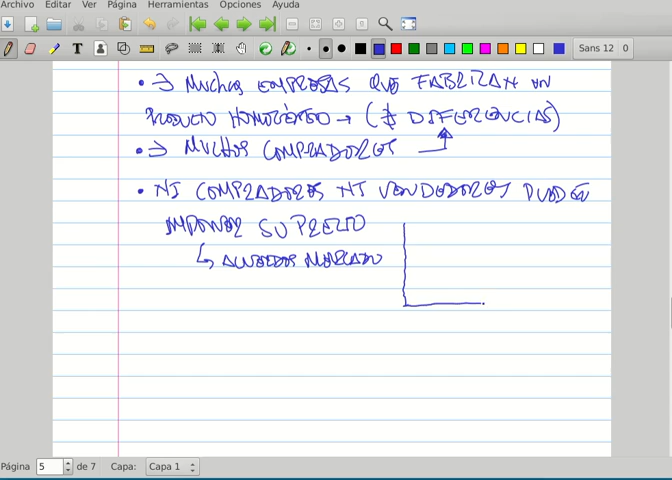 Archivo Editar Ver Página Herramientas Opciones Ayuda
Sans 12 0
• ∃ MUCHAS EMPRESAS QUE FABRICAN UN
PRODUCTO HOMOGÉNEO → (∄ DIFERENCIAS)
• ∃ MUCHOS COMPRADORES
• NI COMPRADORES NI VENDEDORES PUEDEN
IMPONER SU PRECIO
↳ MERCADO
Página 5 de 7 Capa: Capa 1